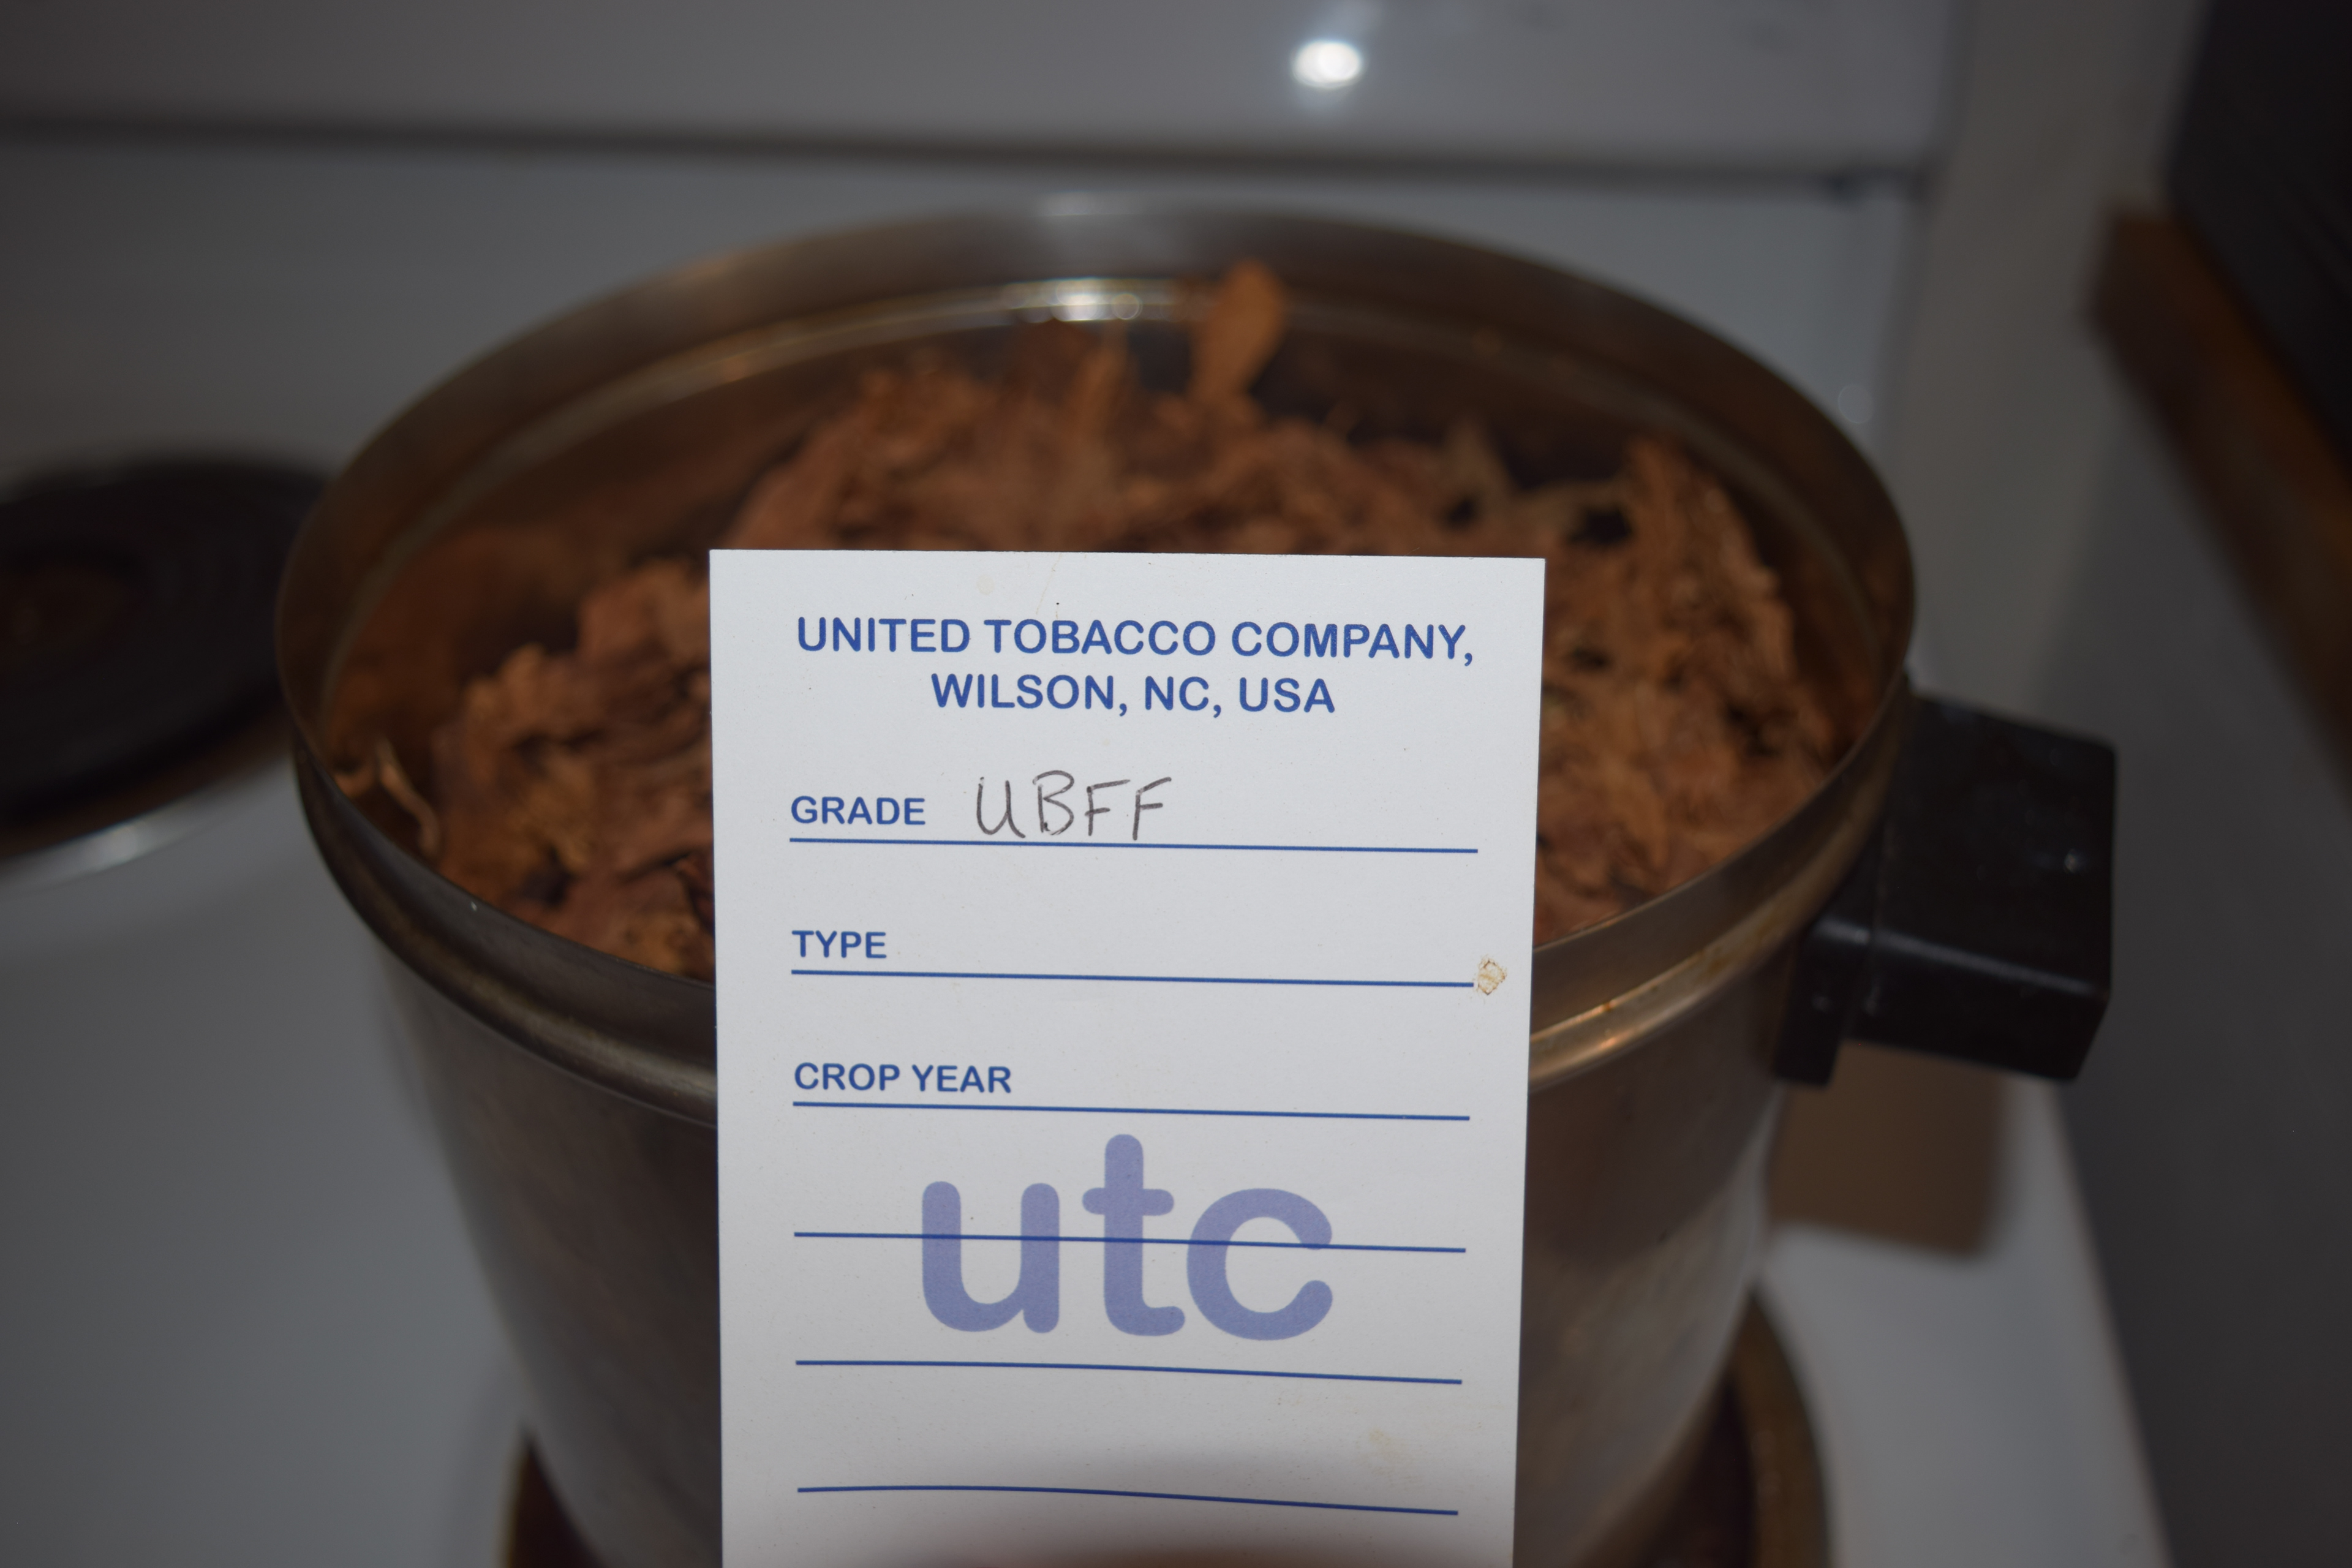 UNITED TOBACCO COMPANY,
WILSON, NC, USA
GRADE UBFF
TYPE
CROP YEAR
utc